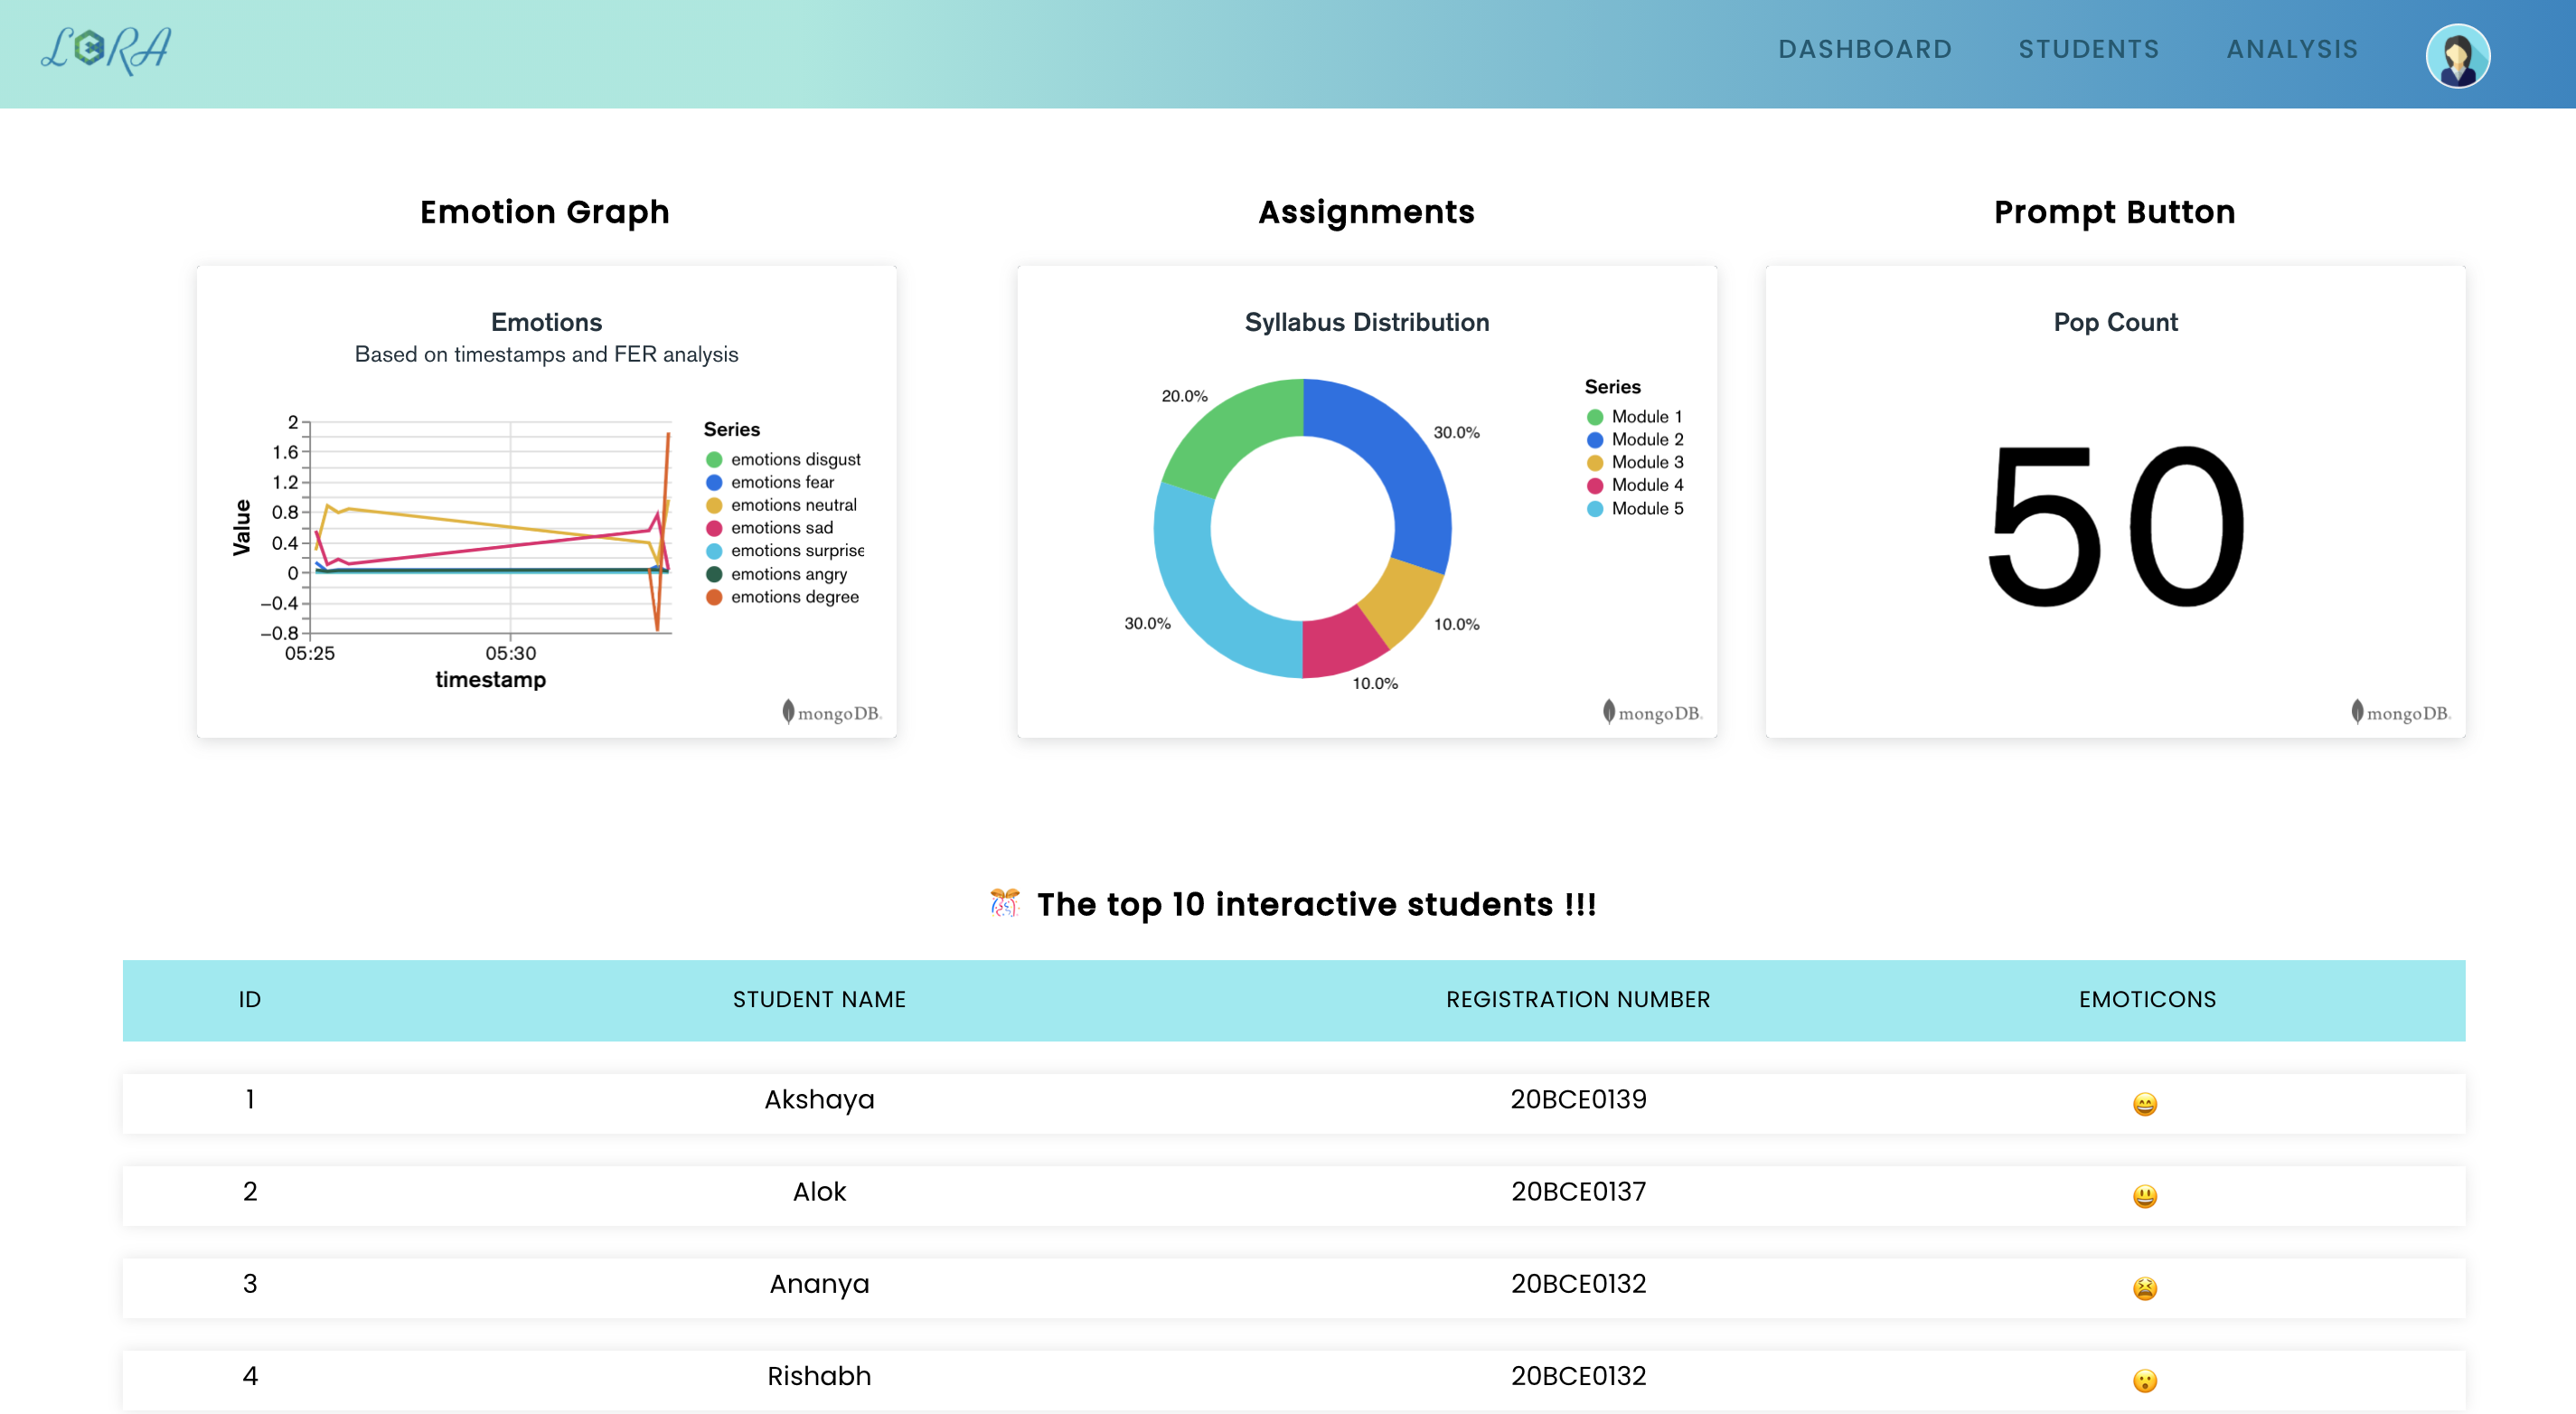 LORA
DASHBOARD STUDENTS ANALYSIS
Emotion Graph
Emotions
Based on timestamps and FER analysis
Value
2
1.6
1.2
0.8
0.4
0
−0.4
−0.8
05:25 05:30
timestamp
Series
emotions disgust
emotions fear
emotions neutral
emotions sad
emotions surprise
emotions angry
emotions degree
mongoDB.
Assignments
Syllabus Distribution
20.0%
30.0%
30.0%
10.0%
10.0%
Series
Module 1
Module 2
Module 3
Module 4
Module 5
mongoDB.
Prompt Button
Pop Count
50
mongoDB.
The top 10 interactive students !!!
ID STUDENT NAME REGISTRATION NUMBER EMOTICONS
1 Akshaya 20BCE0139
2 Alok 20BCE0137
3 Ananya 20BCE0132
4 Rishabh 20BCE0132